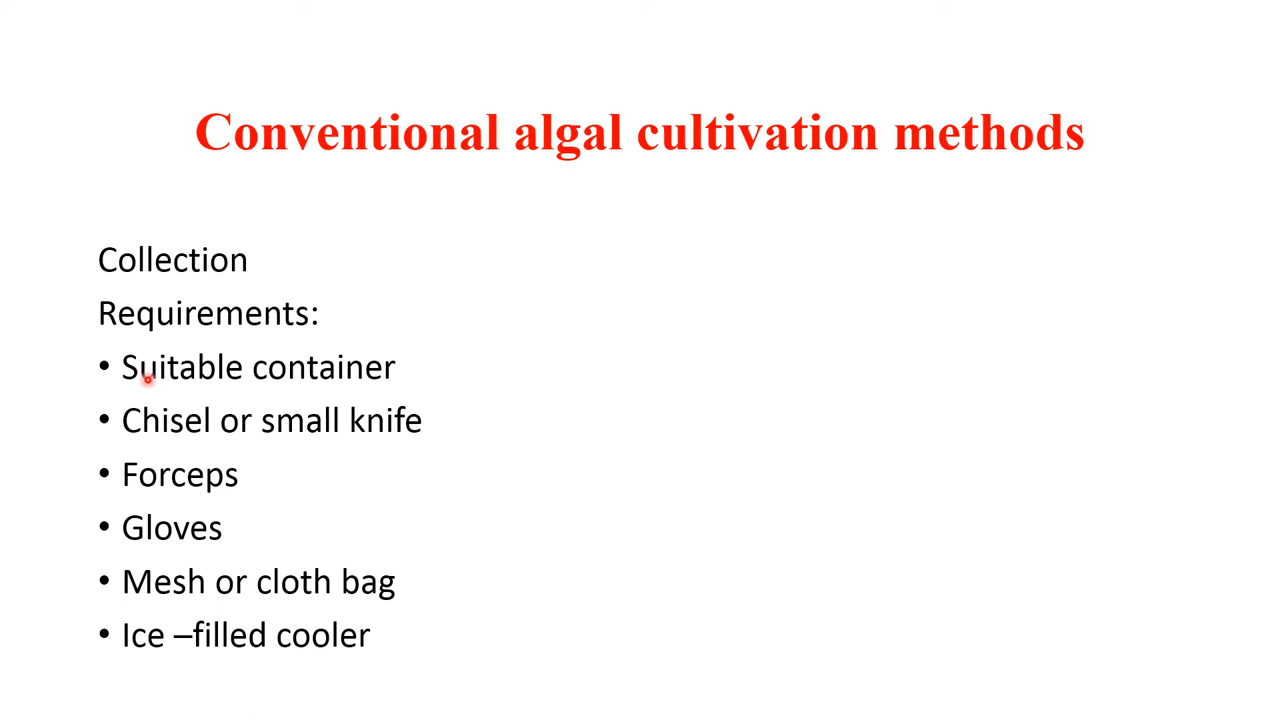 Conventional algal cultivation methods
Collection
Requirements:
• Suitable container
• Chisel or small knife
• Forceps
• Gloves
• Mesh or cloth bag
• Ice –filled cooler